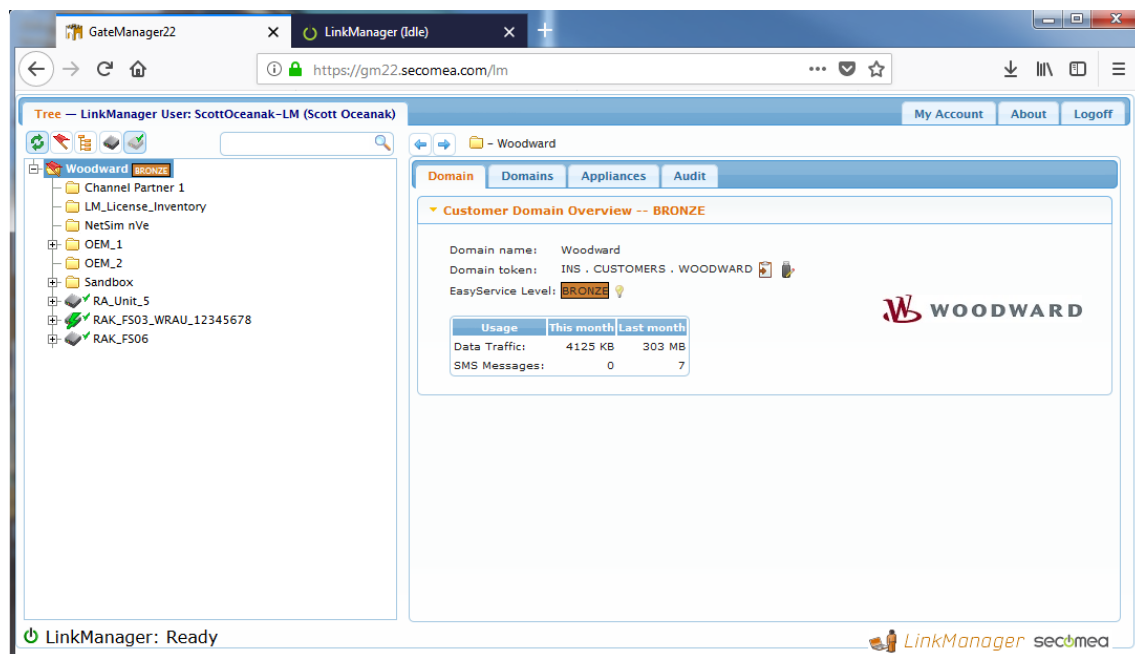 GateManager22
LinkManager (Idle)
https://gm22.secomea.com/lm
Tree — LinkManager User: ScottOceanak-LM (Scott Oceanak)
My Account
About
Logoff
– Woodward
Woodward BRONZE
Channel Partner 1
LM_License_Inventory
NetSim nVe
OEM_1
OEM_2
Sandbox
RA_Unit_5
RAK_FS03_WRAU_12345678
RAK_FS06
Domain
Domains
Appliances
Audit
Customer Domain Overview -- BRONZE
Domain name: Woodward
Domain token: INS . CUSTOMERS . WOODWARD
EasyService Level: BRONZE
WOODWARD
Usage This month Last month
Data Traffic: 4125 KB 303 MB
SMS Messages: 0 7
LinkManager: Ready
LinkManager secomea